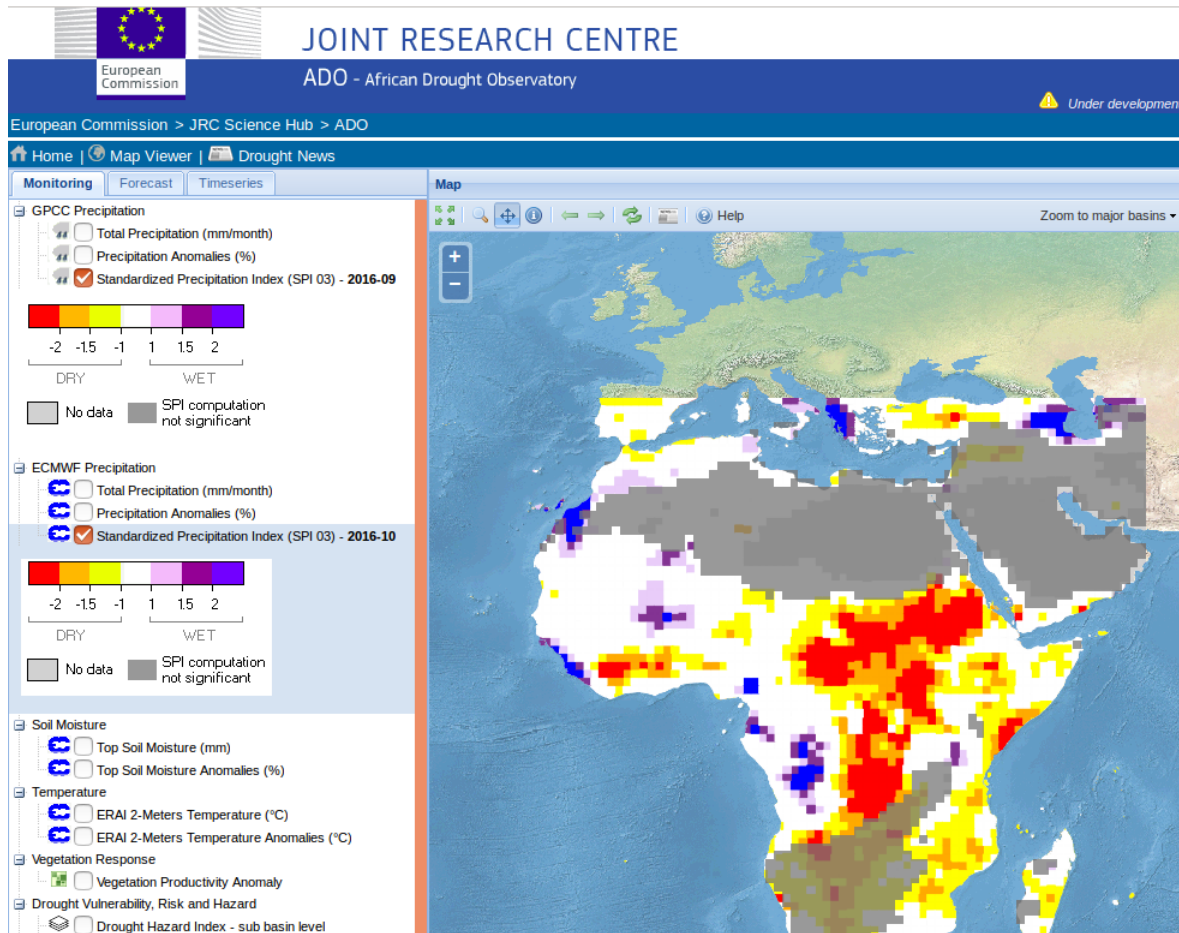 JOINT RESEARCH CENTRE
European
Commission
ADO - African Drought Observatory
Under developmen
European Commission > JRC Science Hub > ADO
Home | Map Viewer | Drought News
Monitoring Forecast Timeseries
Map
GPCC Precipitation
Total Precipitation (mm/month)
Precipitation Anomalies (%)
Standardized Precipitation Index (SPI 03) - 2016-09
-2 -1.5 -1 1 1.5 2
DRY WET
No data
SPI computation
not significant
ECMWF Precipitation
Total Precipitation (mm/month)
Precipitation Anomalies (%)
Standardized Precipitation Index (SPI 03) - 2016-10
-2 -1.5 -1 1 1.5 2
DRY WET
No data
SPI computation
not significant
Soil Moisture
Top Soil Moisture (mm)
Top Soil Moisture Anomalies (%)
Temperature
ERAI 2-Meters Temperature (°C)
ERAI 2-Meters Temperature Anomalies (°C)
Vegetation Response
Vegetation Productivity Anomaly
Drought Vulnerability, Risk and Hazard
Drought Hazard Index - sub basin level
Help
Zoom to major basins
+
−